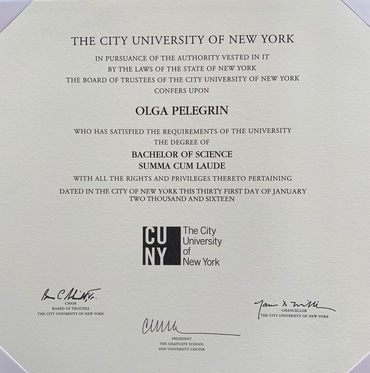 THE CITY UNIVERSITY OF NEW YORK
IN PURSUANCE OF THE AUTHORITY VESTED IN IT
BY THE LAWS OF THE STATE OF NEW YORK
THE BOARD OF TRUSTEES OF THE CITY UNIVERSITY OF NEW YORK
CONFERS UPON
OLGA PELEGRIN
WHO HAS SATISFIED THE REQUIREMENTS OF THE UNIVERSITY
THE DEGREE OF
BACHELOR OF SCIENCE
SUMMA CUM LAUDE
WITH ALL THE RIGHTS AND PRIVILEGES THERETO PERTAINING
DATED IN THE CITY OF NEW YORK THIS THIRTY FIRST DAY OF JANUARY
TWO THOUSAND AND SIXTEEN
CU
NY
The City
University
of
New York
CHAIR
BOARD OF TRUSTEES
THE CITY UNIVERSITY OF NEW YORK
CHANCELLOR
THE CITY UNIVERSITY OF NEW YORK
PRESIDENT
THE GRADUATE SCHOOL
AND UNIVERSITY CENTER